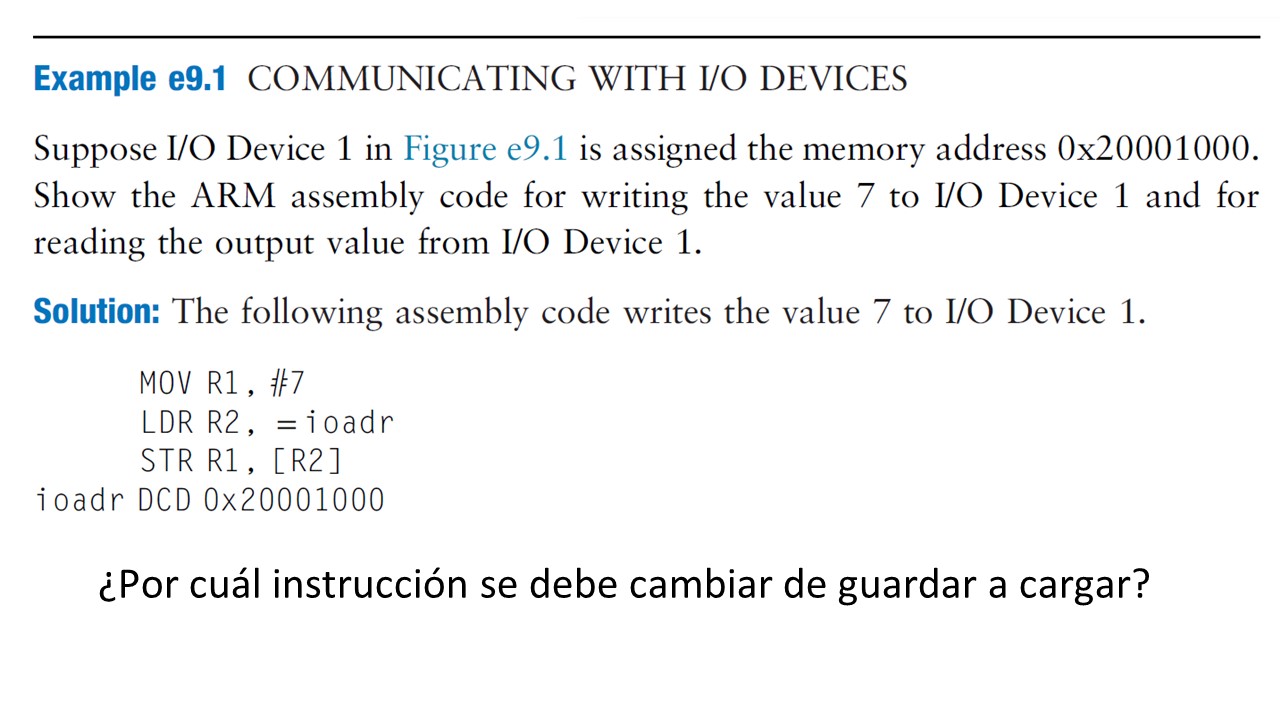 Example e9.1 COMMUNICATING WITH I/O DEVICES
Suppose I/O Device 1 in Figure e9.1 is assigned the memory address 0x20001000.
Show the ARM assembly code for writing the value 7 to I/O Device 1 and for
reading the output value from I/O Device 1.
Solution: The following assembly code writes the value 7 to I/O Device 1.
MOV R1, #7
LDR R2, =ioadr
STR R1, [R2]
ioadr DCD 0x20001000
¿Por cuál instrucción se debe cambiar de guardar a cargar?